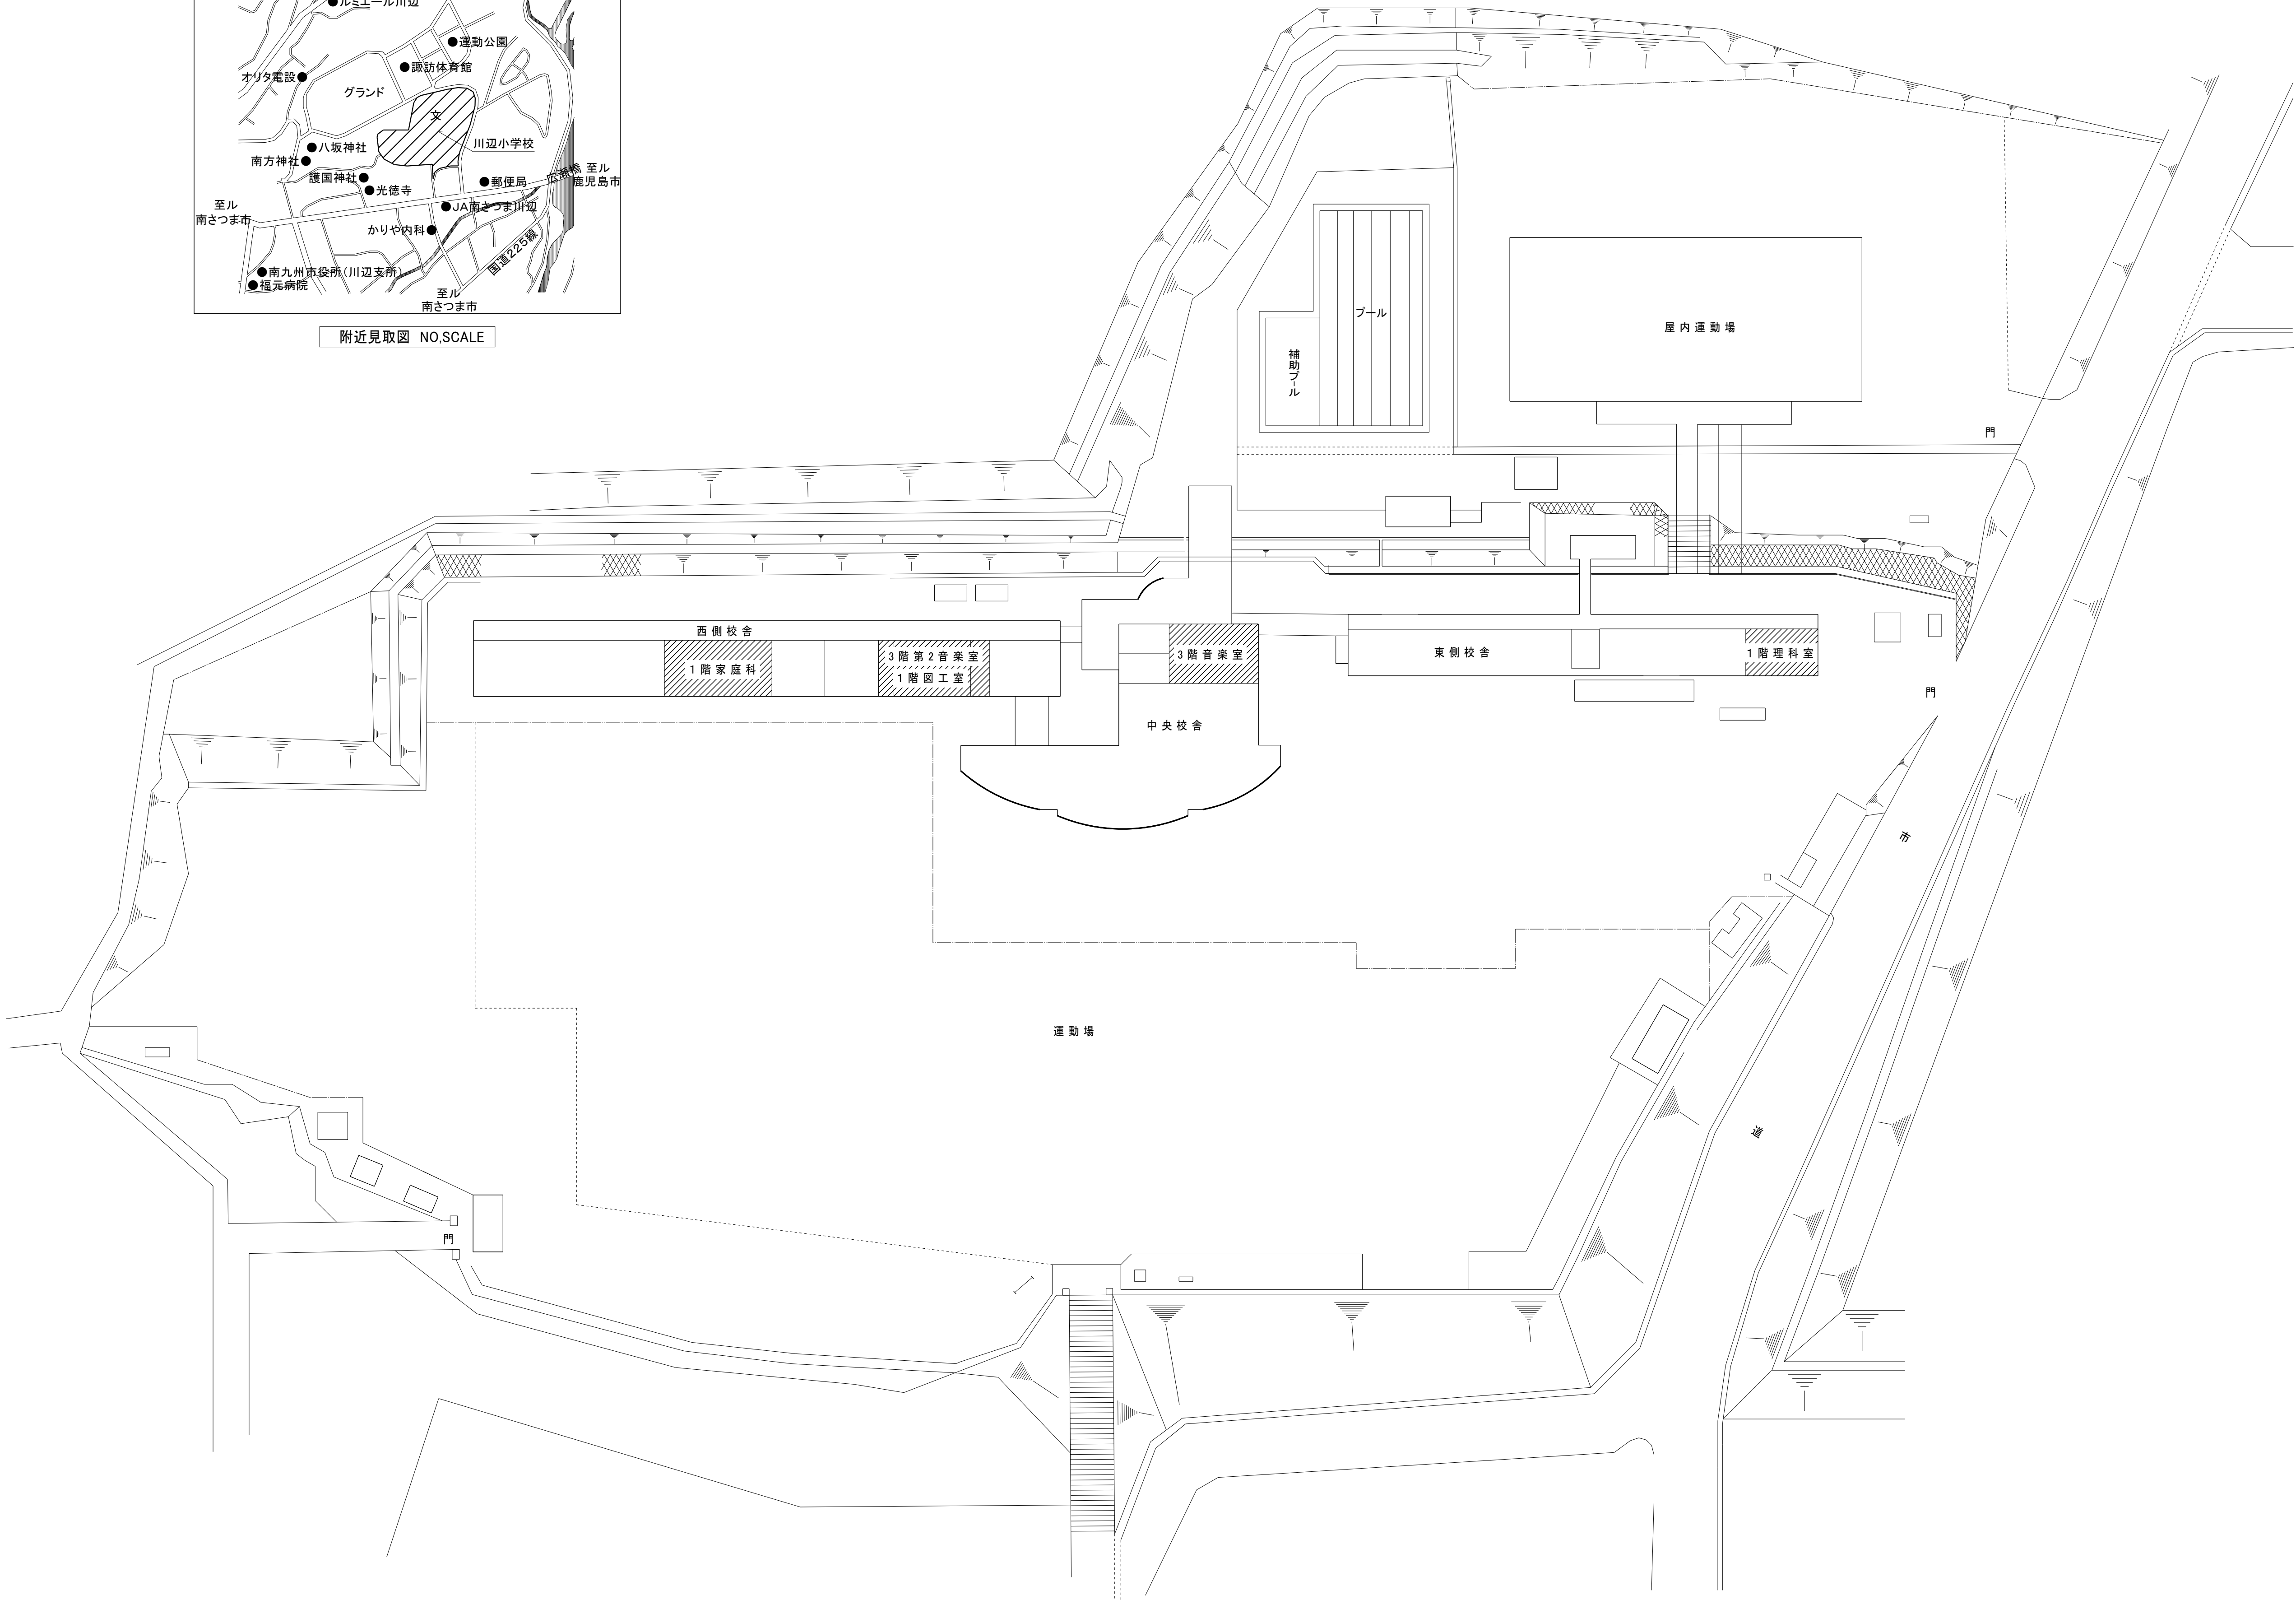 ルミエール川辺
運動公園
諏訪体育館
オリタ電設
グランド
文
川辺小学校
八坂神社
南方神社
広瀬橋
至ル
鹿児島市
護国神社
光徳寺
郵便局
至ル
南さつま市
JA南さつま川辺
かりや内科
国道225線
南九州市役所(川辺支所)
福元病院
至ル
南さつま市
附近見取図 NO,SCALE
プール
補助プール
屋内運動場
門
西側校舎
1階家庭科
3階第2音楽室
1階図工室
3階音楽室
東側校舎
1階理科室
門
中央校舎
市
道
運動場
門